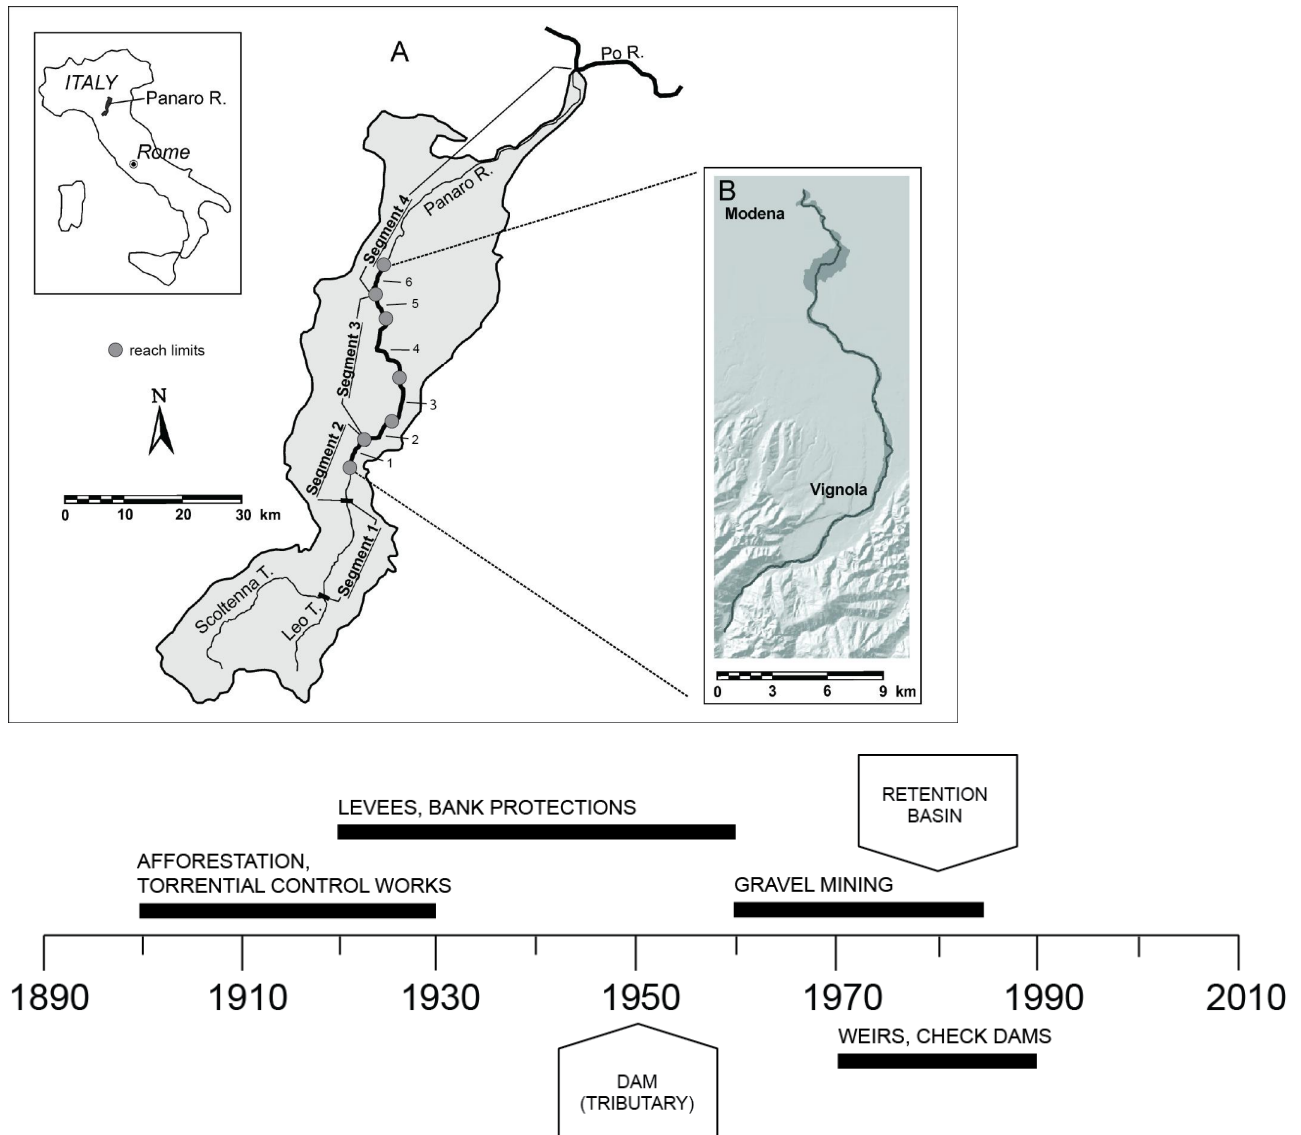 A
Po R.
ITALY
Panaro R.
Rome
Panaro R.
Segment 4
B
Modena
6
5
Segment 3
4
reach limits
N
3
2
Segment 2
1
Vignola
0 10 20 30 km
Segment 1
Scoltenna T.
Leo T.
0 3 6 9 km
RETENTION
BASIN
LEVEES, BANK PROTECTIONS
AFFORESTATION,
TORRENTIAL CONTROL WORKS
GRAVEL MINING
1890 1910 1930 1950 1970 1990 2010
WEIRS, CHECK DAMS
DAM
(TRIBUTARY)